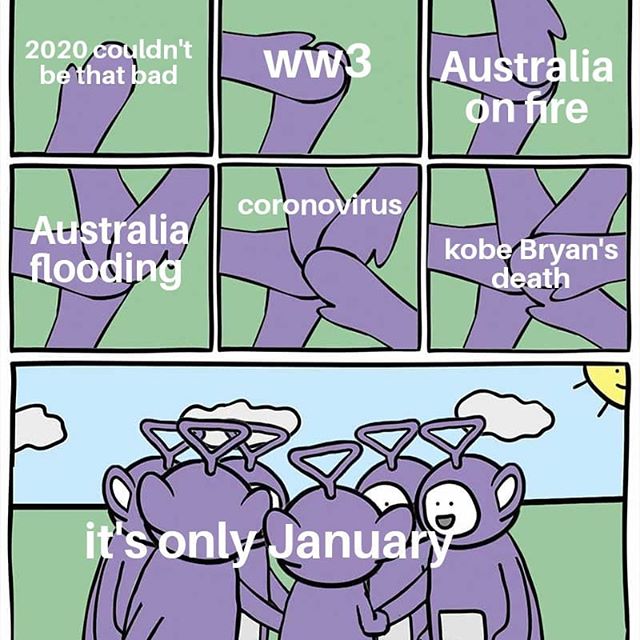 2020 couldn't
be that bad
ww3
Australia
on fire
Australia
flooding
coronovirus
kobe Bryan's
death
it's only January